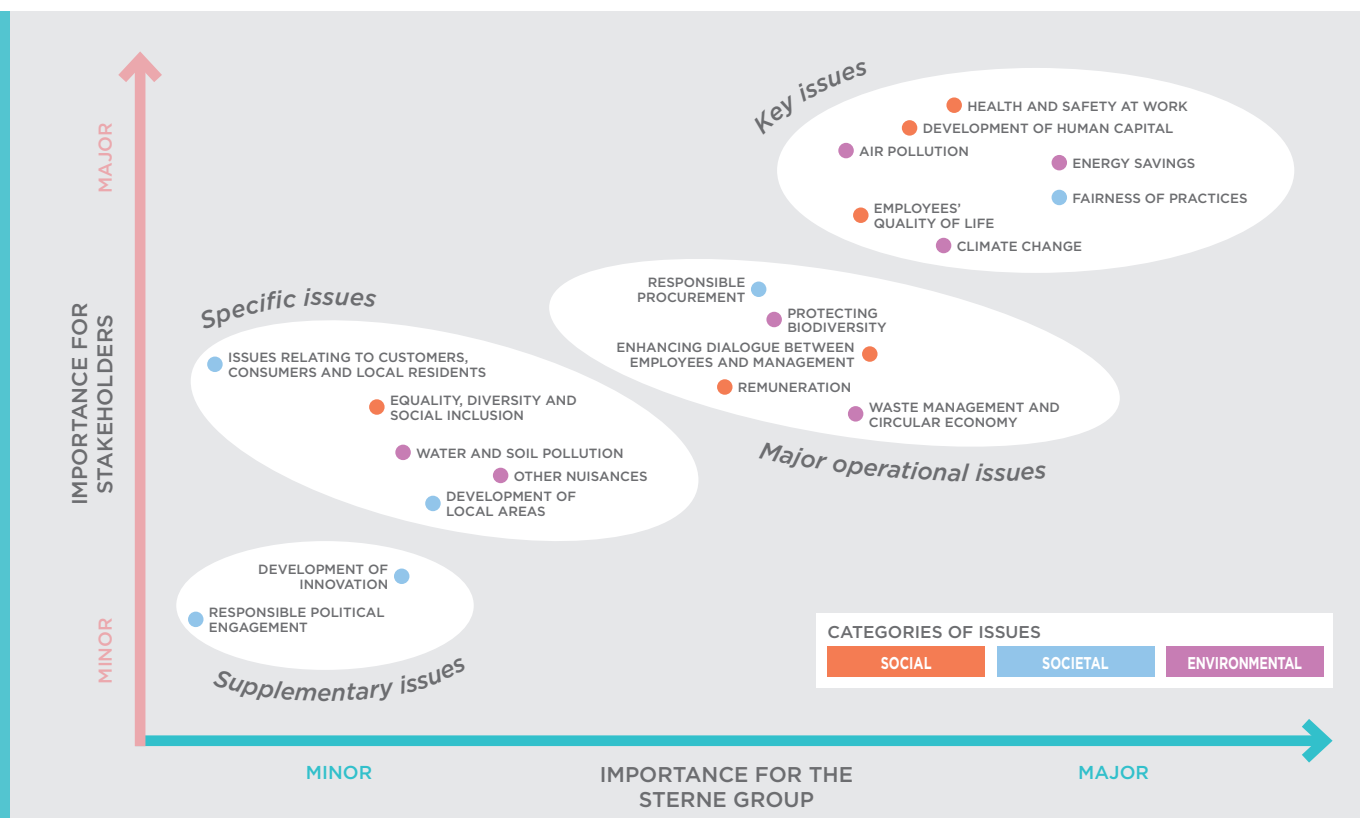 Key issues
HEALTH AND SAFETY AT WORK
DEVELOPMENT OF HUMAN CAPITAL
AIR POLLUTION
ENERGY SAVINGS
FAIRNESS OF PRACTICES
EMPLOYEES'
QUALITY OF LIFE
CLIMATE CHANGE
MAJOR
IMPORTANCE FOR
STAKEHOLDERS
MINOR
RESPONSIBLE
PROCUREMENT
PROTECTING
BIODIVERSITY
ENHANCING DIALOGUE BETWEEN
EMPLOYEES AND MANAGEMENT
REMUNERATION
WASTE MANAGEMENT AND
CIRCULAR ECONOMY
Major operational issues
Specific issues
ISSUES RELATING TO CUSTOMERS,
CONSUMERS AND LOCAL RESIDENTS
EQUALITY, DIVERSITY AND
SOCIAL INCLUSION
WATER AND SOIL POLLUTION
OTHER NUISANCES
DEVELOPMENT OF
LOCAL AREAS
DEVELOPMENT OF
INNOVATION
RESPONSIBLE POLITICAL
ENGAGEMENT
Supplementary issues
CATEGORIES OF ISSUES
SOCIAL
SOCIETAL
ENVIRONMENTAL
MINOR
IMPORTANCE FOR THE
STERNE GROUP
MAJOR